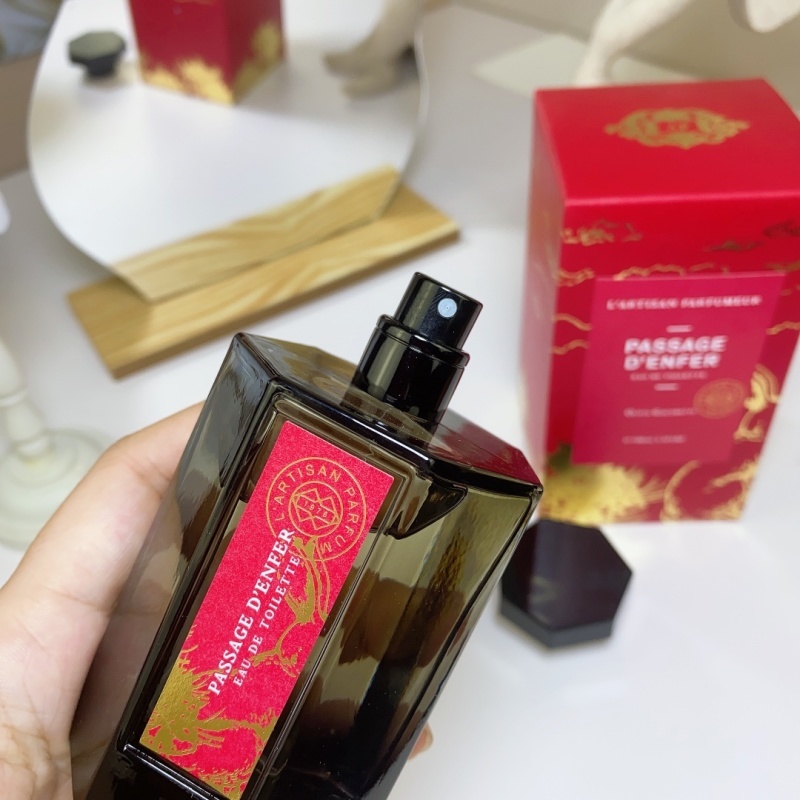 L'ARTISAN PARFUMEUR
PASSAGE
D'ENFER
EAU DE TOILETTE
ARTISAN PARFUM
PASSAGE D'ENFER
EAU DE TOILETTE